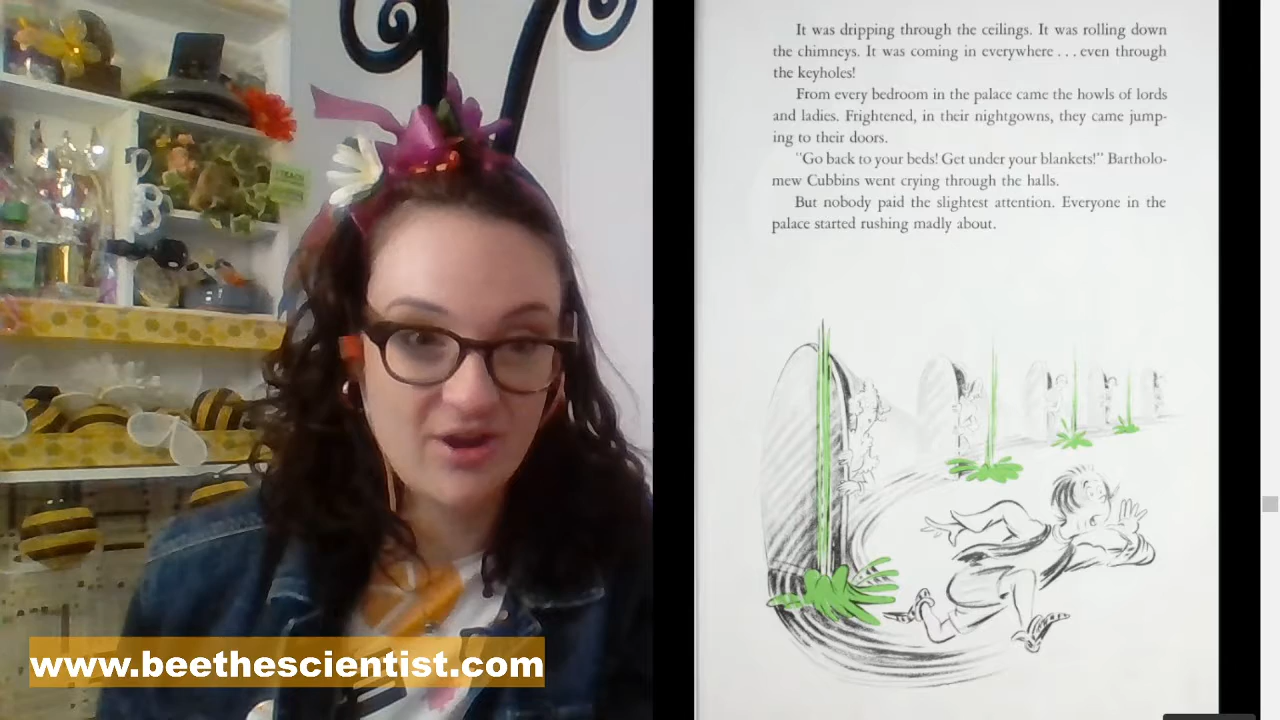 It was dripping through the ceilings. It was rolling down
the chimneys. It was coming in everywhere . . . even through
the keyholes!
From every bedroom in the palace came the howls of lords
and ladies. Frightened, in their nightgowns, they came jump-
ing to their doors.
"Go back to your beds! Get under your blankets!" Bartholo-
mew Cubbins went crying through the halls.
But nobody paid the slightest attention. Everyone in the
palace started rushing madly about.
www.beethescientist.com